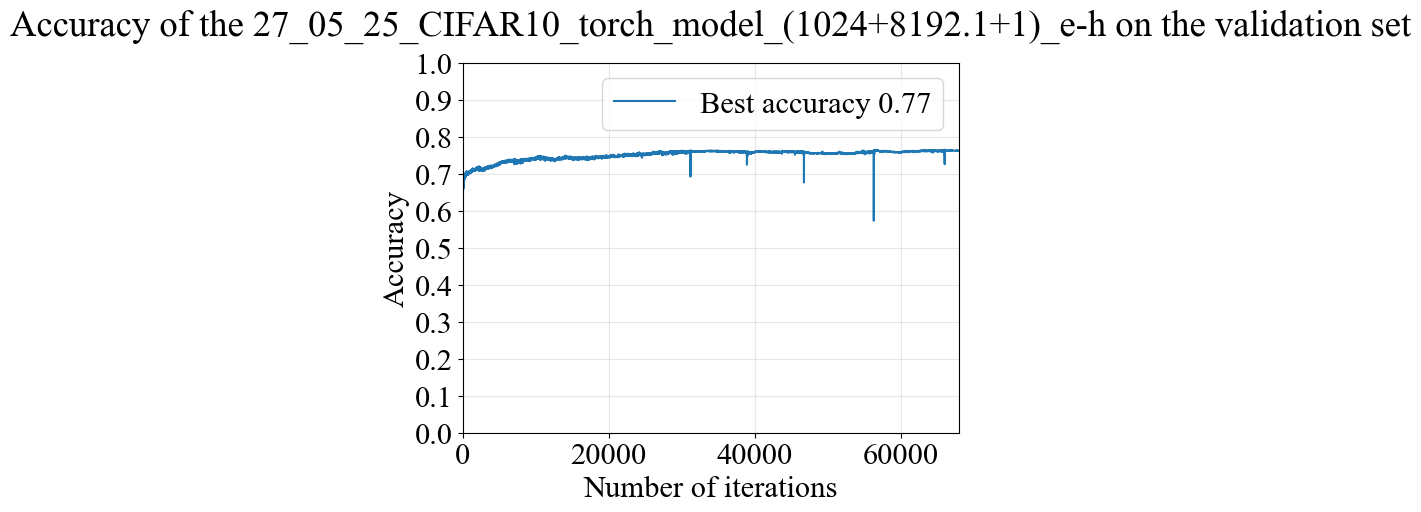 Accuracy of the 27_05_25_CIFAR10_torch_model_(1024+8192.1+1)_e-h on the validation set
Best accuracy 0.77
1.0
0.9
0.8
0.7
0.6
0.5
0.4
0.3
0.2
0.1
0.0
Accuracy
0 20000 40000 60000
Number of iterations